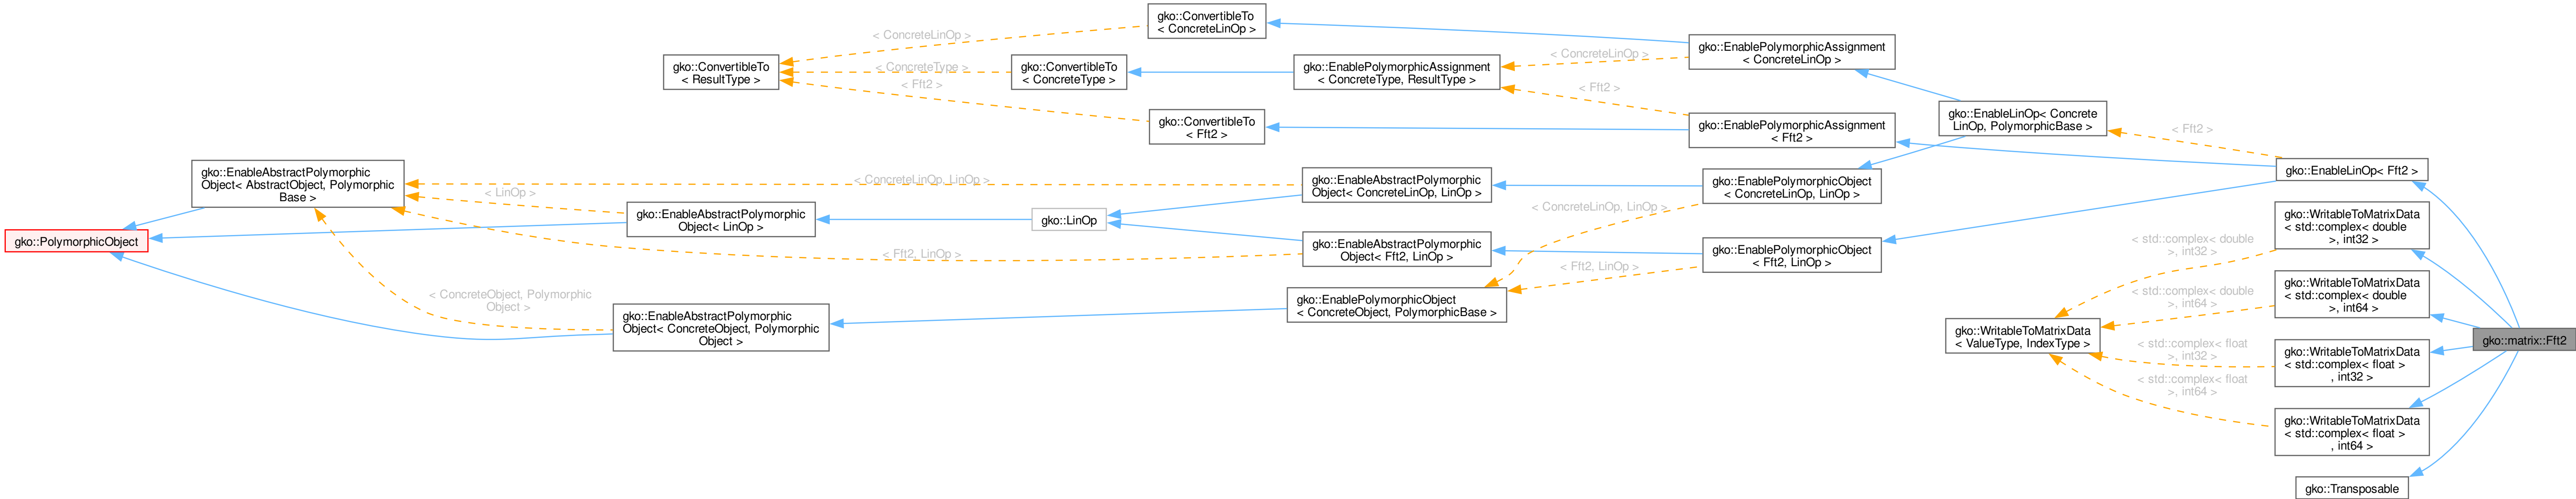 gko::ConvertibleTo
< ConcreteLinOp >
< ConcreteLinOp >
gko::EnablePolymorphicAssignment
< ConcreteLinOp >
< ConcreteLinOp >
gko::ConvertibleTo
< ResultType >
< ConcreteType >
gko::ConvertibleTo
< ConcreteType >
gko::EnablePolymorphicAssignment
< ConcreteType, ResultType >
< Fft2 >
< Fft2 >
gko::ConvertibleTo
< Fft2 >
gko::EnablePolymorphicAssignment
< Fft2 >
gko::EnableLinOp< Concrete
LinOp, PolymorphicBase >
< Fft2 >
gko::EnableLinOp< Fft2 >
gko::EnableAbstractPolymorphic
Object< AbstractObject, Polymorphic
Base >
< ConcreteLinOp, LinOp >
< LinOp >
gko::EnableAbstractPolymorphic
Object< ConcreteLinOp, LinOp >
gko::EnablePolymorphicObject
< ConcreteLinOp, LinOp >
< ConcreteLinOp, LinOp >
gko::EnableAbstractPolymorphic
Object< LinOp >
gko::LinOp
gko::PolymorphicObject
< Fft2, LinOp >
gko::EnableAbstractPolymorphic
Object< Fft2, LinOp >
gko::EnablePolymorphicObject
< Fft2, LinOp >
< Fft2, LinOp >
< ConcreteObject, Polymorphic
Object >
gko::EnableAbstractPolymorphic
Object< ConcreteObject, Polymorphic
Object >
gko::EnablePolymorphicObject
< ConcreteObject, PolymorphicBase >
gko::WritableToMatrixData
< std::complex< double
>, int32 >
< std::complex< double
>, int32 >
gko::WritableToMatrixData
< std::complex< double
>, int64 >
< std::complex< double
>, int64 >
gko::WritableToMatrixData
< ValueType, IndexType >
< std::complex< float
>, int32 >
gko::WritableToMatrixData
< std::complex< float >
, int32 >
< std::complex< float
>, int64 >
gko::WritableToMatrixData
< std::complex< float >
, int64 >
gko::matrix::Fft2
gko::Transposable